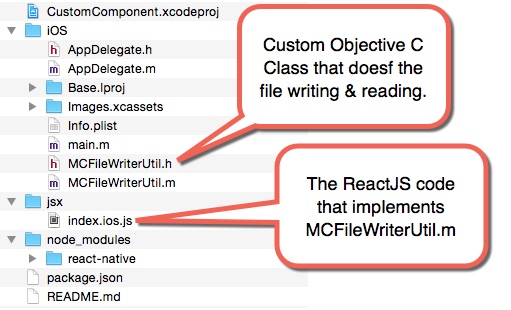 CustomComponent.xcodeproj
iOS
AppDelegate.h
AppDelegate.m
Base.lproj
Images.xcassets
Info.plist
main.m
MCFileWriterUtil.h
MCFileWriterUtil.m
jsx
index.ios.js
node_modules
react-native
package.json
README.md
Custom Objective C
Class that doesf the
file writing & reading.
The ReactJS code
that implements
MCFileWriterUtil.m